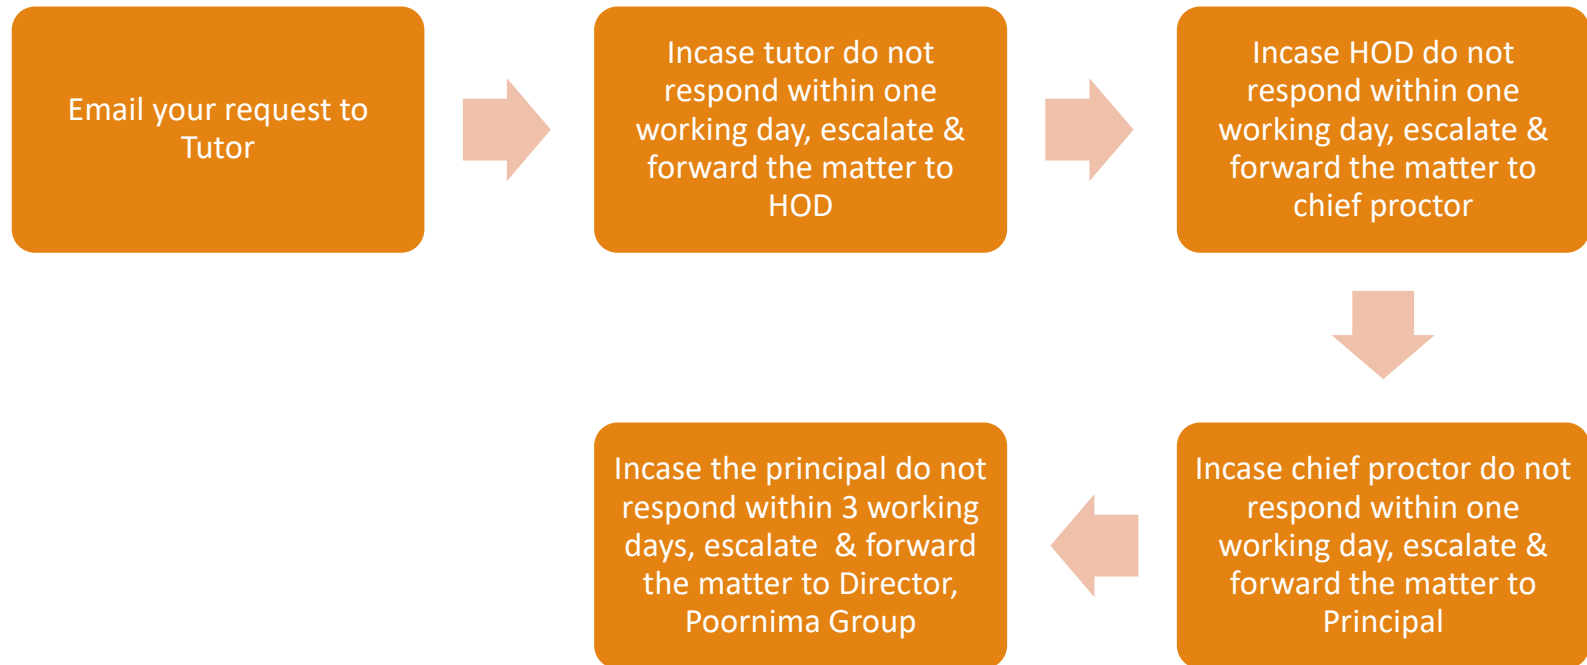 Email your request to
Tutor
Incase tutor do not
respond within one
working day, escalate &
forward the matter to
HOD
Incase HOD do not
respond within one
working day, escalate &
forward the matter to
chief proctor
Incase chief proctor do not
respond within one
working day, escalate &
forward the matter to
Principal
Incase the principal do not
respond within 3 working
days, escalate  & forward
the matter to Director,
Poornima Group